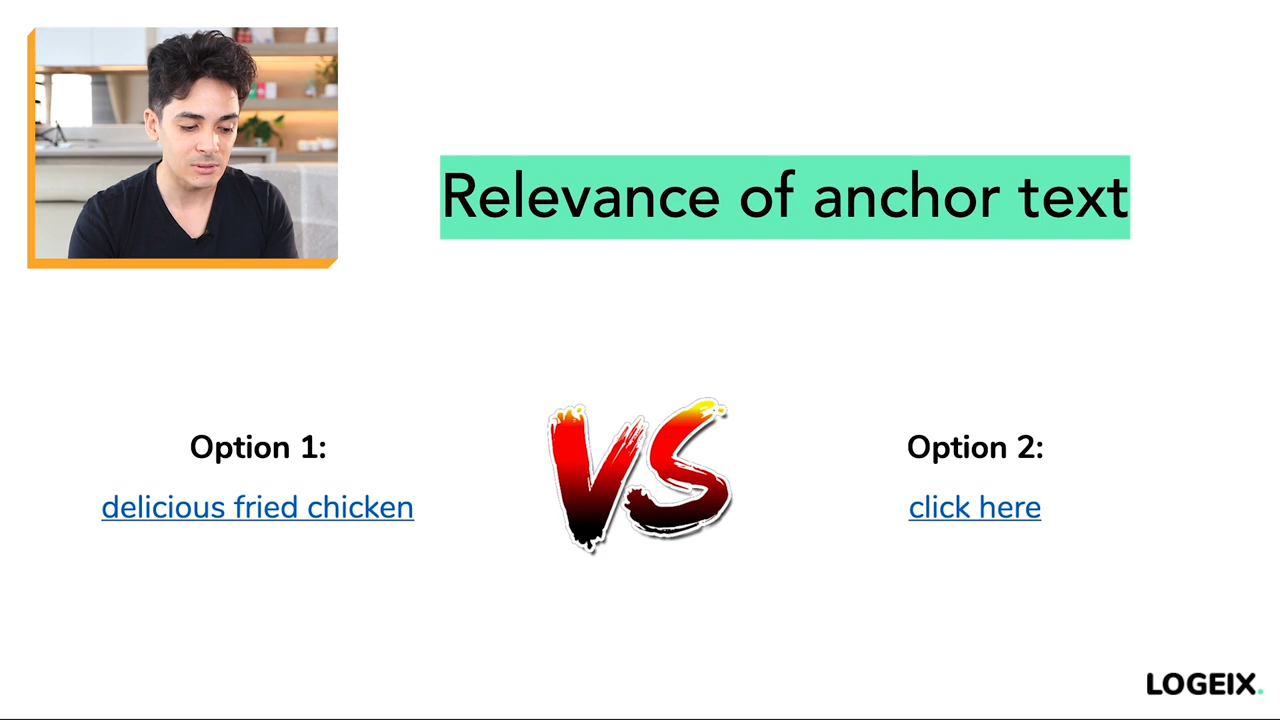 Relevance of anchor text
Option 1:
delicious fried chicken
VS
Option 2:
click here
LOGEIX.